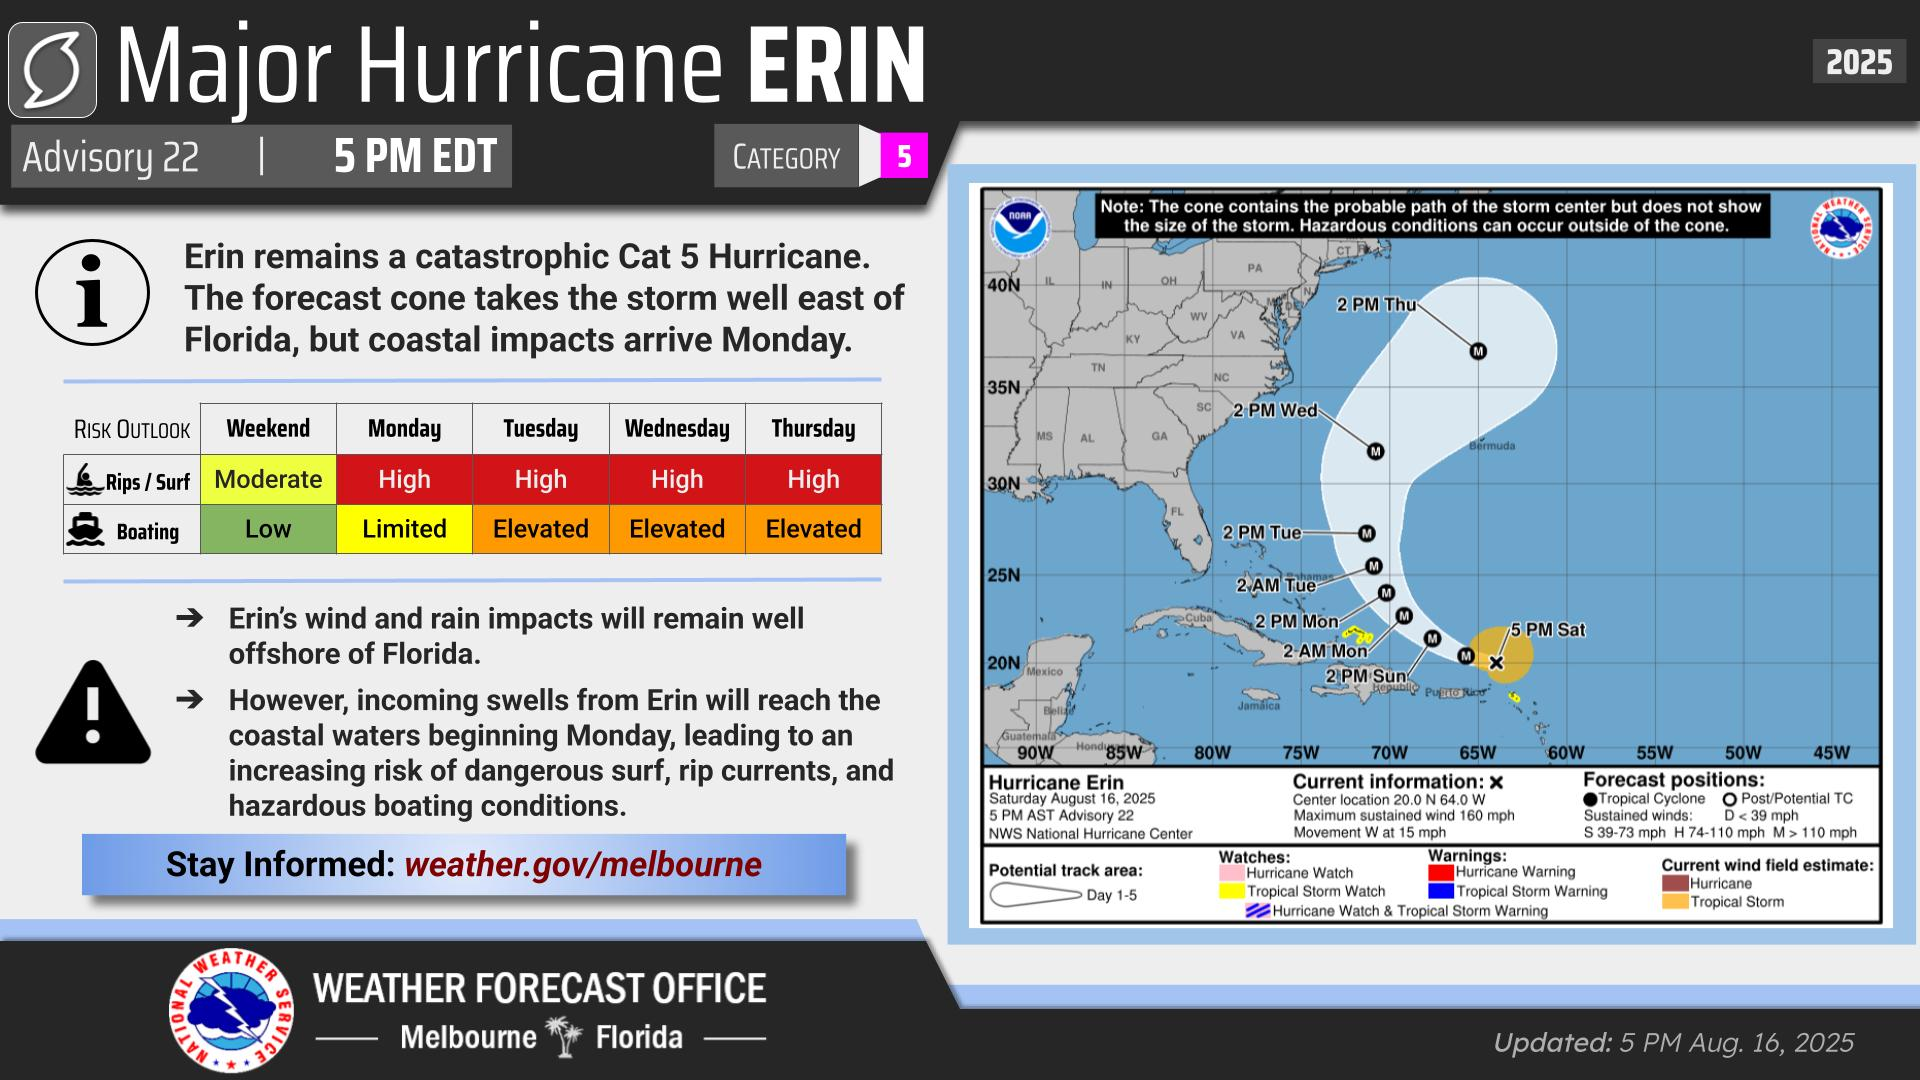 Major Hurricane ERIN
2025
Advisory 22 | 5 PM EDT
CATEGORY 5
Erin remains a catastrophic Cat 5 Hurricane.
The forecast cone takes the storm well east of
Florida, but coastal impacts arrive Monday.
RISK OUTLOOK Weekend Monday Tuesday Wednesday Thursday
Rips / Surf Moderate High High High High
Boating Low Limited Elevated Elevated Elevated
➔ Erin’s wind and rain impacts will remain well
offshore of Florida.
➔ However, incoming swells from Erin will reach the
coastal waters beginning Monday, leading to an
increasing risk of dangerous surf, rip currents, and
hazardous boating conditions.
Stay Informed: weather.gov/melbourne
NATIONAL WEATHER SERVICE
WEATHER FORECAST OFFICE
Melbourne Florida
Note: The cone contains the probable path of the storm center but does not show
the size of the storm. Hazardous conditions can occur outside of the cone.
NOAA
NATIONAL WEATHER SERVICE
CT
PA
IL IN OH
40N
2 PM Thu
WV
VA
KY
TN
NC
35N
2 PM Wed
SC
MS AL GA
Bermuda
30N
FL
2 PM Tue
25N
Bahamas
2 AM Tue
Cuba
2 PM Mon
5 PM Sat
2 AM Mon
20N
Mexico
2 PM Sun
Republic
Puerto Rico
Jamaica
Belize
Guatemala
Honduras
90W 85W 80W 75W 70W 65W 60W 55W 50W 45W
M
M
M
M
M
M
M
M
Hurricane Erin
Saturday August 16, 2025
5 PM AST Advisory 22
NWS National Hurricane Center
Current information: ✖
Center location 20.0 N 64.0 W
Maximum sustained wind 160 mph
Movement W at 15 mph
Forecast positions:
Tropical Cyclone Post/Potential TC
Sustained winds: D < 39 mph
S 39-73 mph H 74-110 mph M > 110 mph
Potential track area:
Day 1-5
Watches:
Hurricane Watch
Tropical Storm Watch
Warnings:
Hurricane Warning
Tropical Storm Warning
Hurricane Watch & Tropical Storm Warning
Current wind field estimate:
Hurricane
Tropical Storm
Updated: 5 PM Aug. 16, 2025